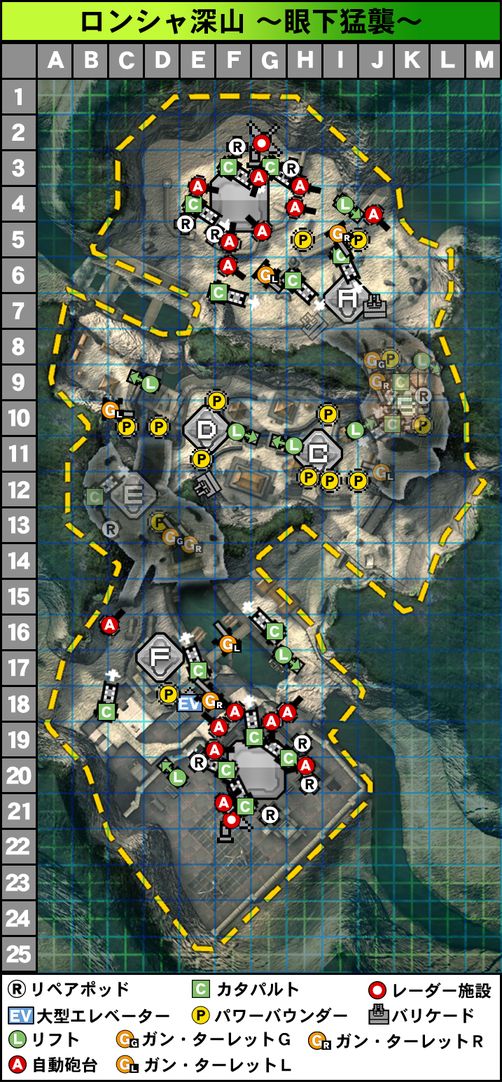 ロンシャ深山 ～眼下猛襲～
A B C D E F G H I J K L M
1
2
R
3
C C R
A A A
4
C A L A
R
5
R A A P G R P
C
6
A G L C
C A
7
8
G G P L
9
L G R C R
10
G L P P P P C P
D L L C L
11
P G L
P P P
12
E C
13
R P G G G R
14
15
16
A C
G L
17
F C L
18
C P EV G R A A
19
A A C R
A C
20
R C A
L R
21
A C R
22
23
24
25
R リペアポッド C カタパルト レーダー施設
EV 大型エレベーター P パワーバウンダー バリケード
L リフト G G ガン・ターレットG G R ガン・ターレットR
A 自動砲台 G L ガン・ターレットL